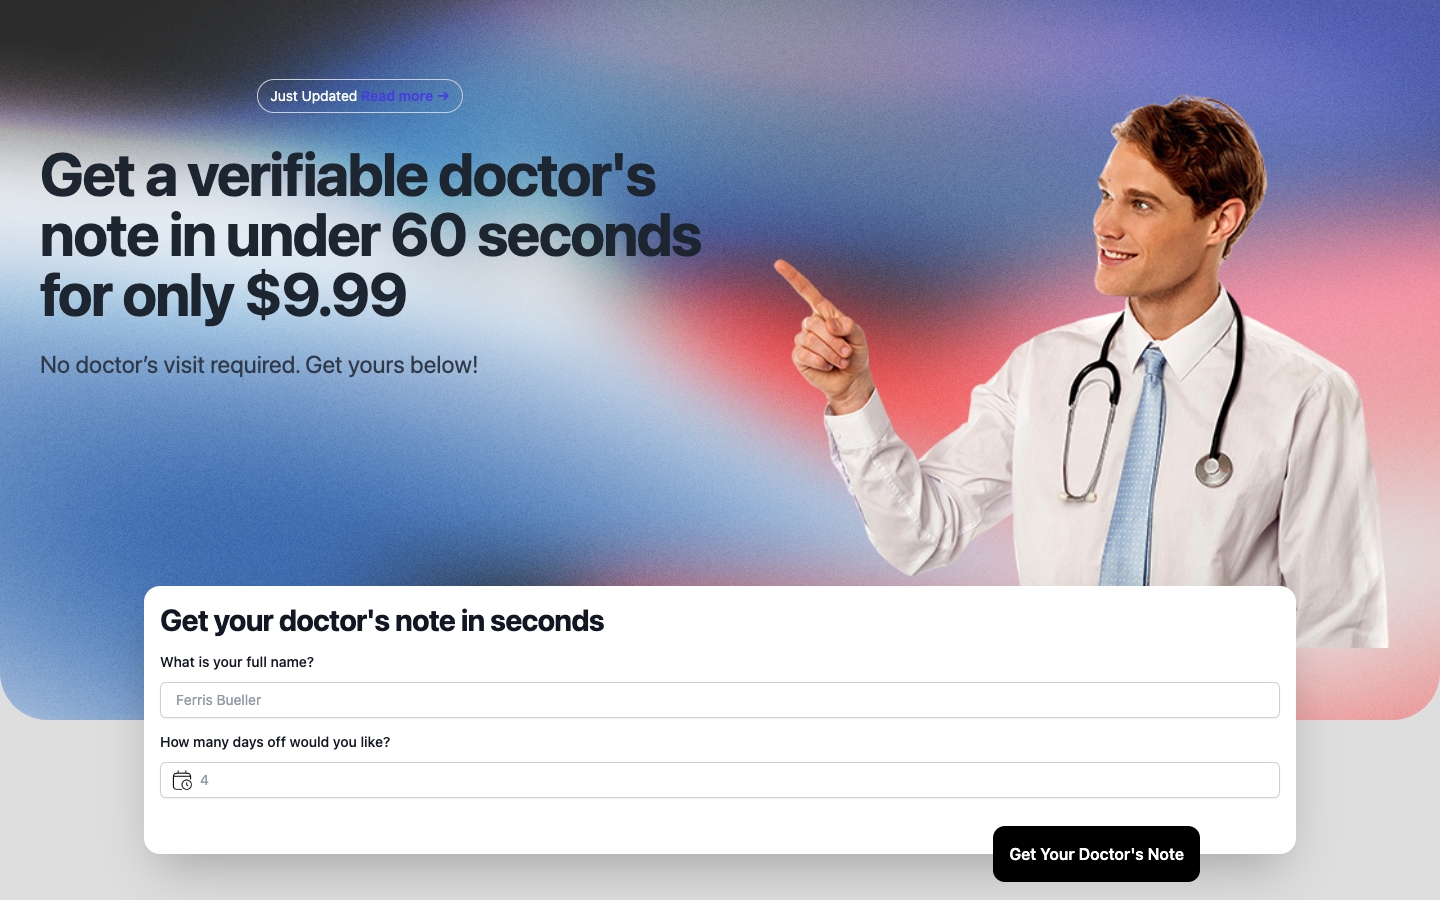 Just Updated Read more →
Get a verifiable doctor's
note in under 60 seconds
for only $9.99
No doctor’s visit required. Get yours below!
Get your doctor's note in seconds
What is your full name?
Ferris Bueller
How many days off would you like?
4
Get Your Doctor's Note